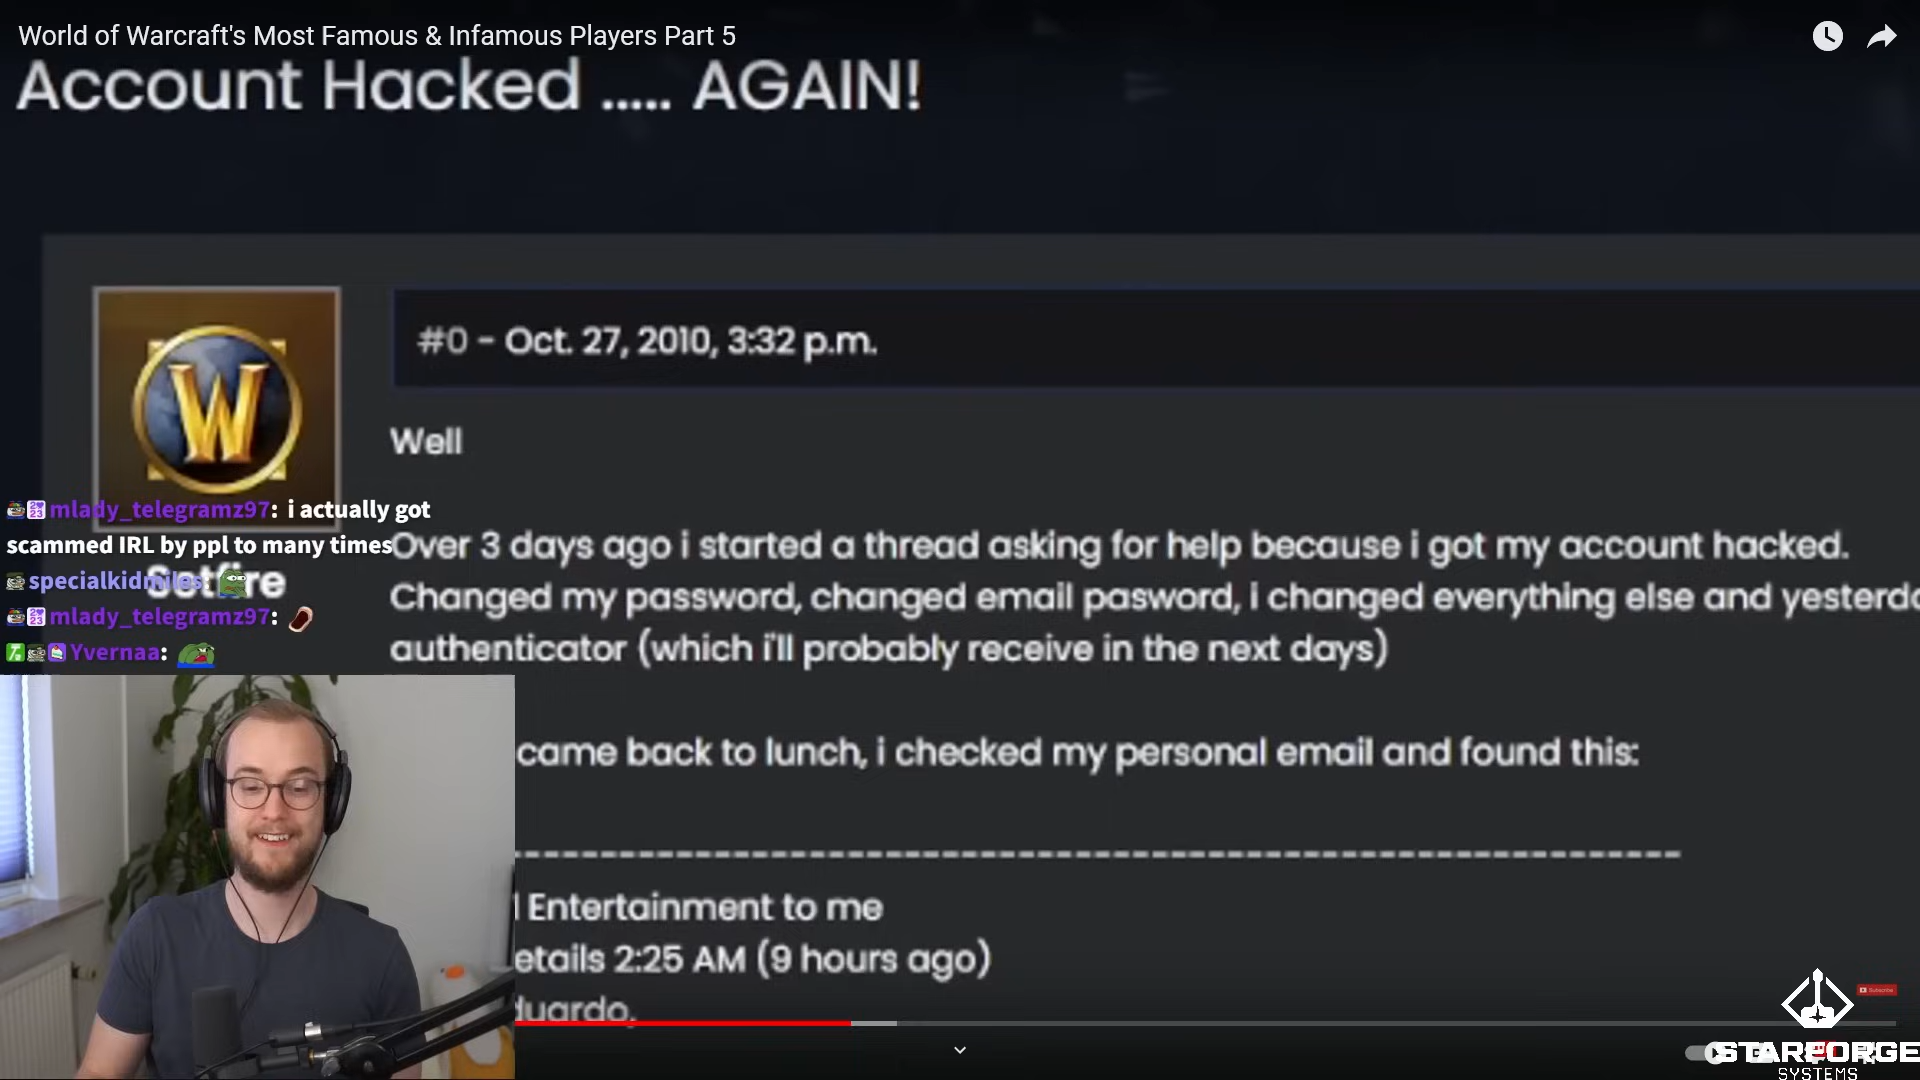 World of Warcraft's Most Famous & Infamous Players Part 5
Account Hacked ..... AGAIN!
#0 - Oct. 27, 2010, 3:32 p.m.
Well
W
mlady_telegramz97: i actually got
scammed IRL by ppl to many times
Over 3 days ago i started a thread asking for help because i got my account hacked.
Setfire
specialkidmiles:
Changed my password, changed email pasword, i changed everything else and
mlady_telegramz97:
authenticator (which i'll probably receive in the next days)
Yvernaa:
came back to lunch, i checked my personal email and found this:
--------------------------------------------------------------------
Entertainment to me
etails 2:25 AM (9 hours ago)
duardo,
Subscribe
STARFORGE
SYSTEMS